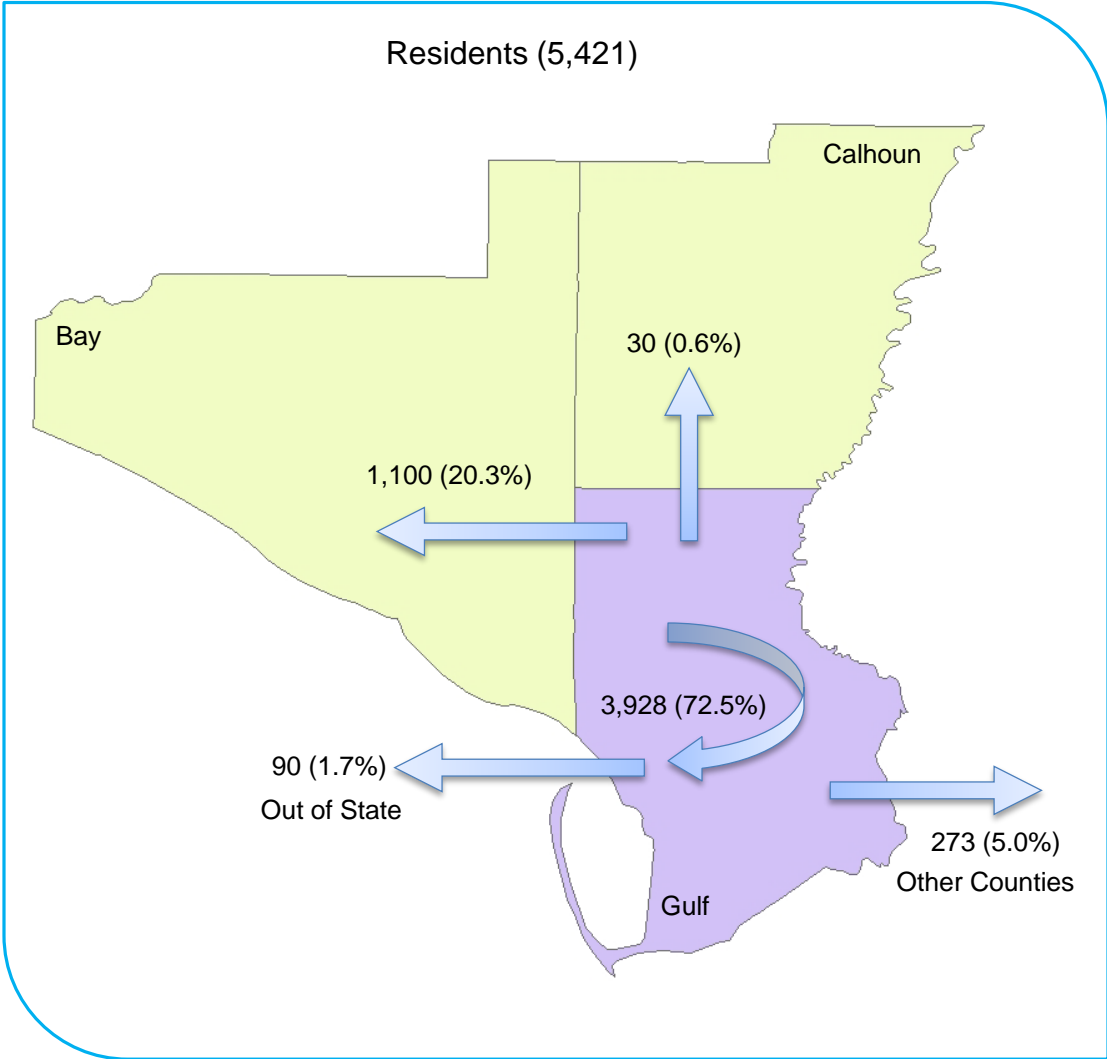 Residents (5,421)
Calhoun
Bay
30 (0.6%)
1,100 (20.3%)
3,928 (72.5%)
90 (1.7%)
Out of State
273 (5.0%)
Other Counties
Gulf